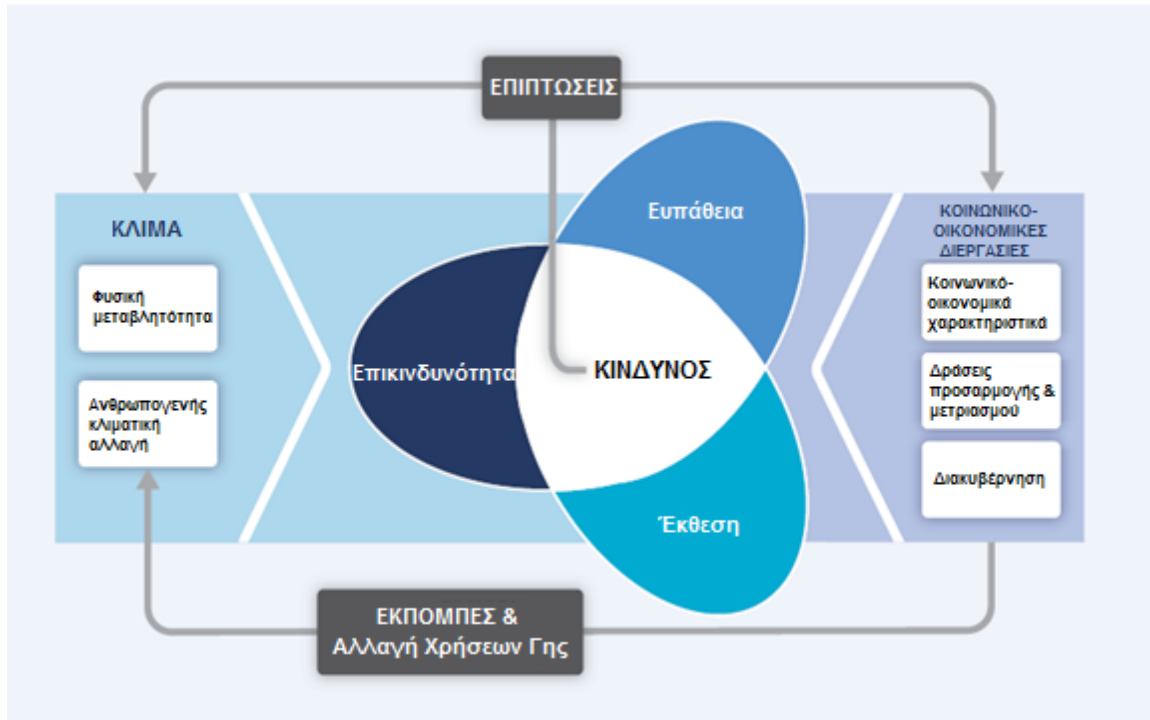 ΕΠΙΠΤΩΣΕΙΣ
ΚΛΙΜΑ
Φυσική
μεταβλητότητα
Ανθρωπογενής
κλιματική
αλλαγή
Επικινδυνότητα
Ευπάθεια
ΚΙΝΔΥΝΟΣ
Έκθεση
ΚΟΙΝΩΝΙΚΟ-
ΟΙΚΟΝΟΜΙΚΕΣ
ΔΙΕΡΓΑΣΙΕΣ
Κοινωνικό-
οικονομικά
χαρακτηριστικά
Δράσεις
προσαρμογής &
μετριασμού
Διακυβέρνηση
ΕΚΠΟΜΠΕΣ &
Αλλαγή Χρήσεων Γης